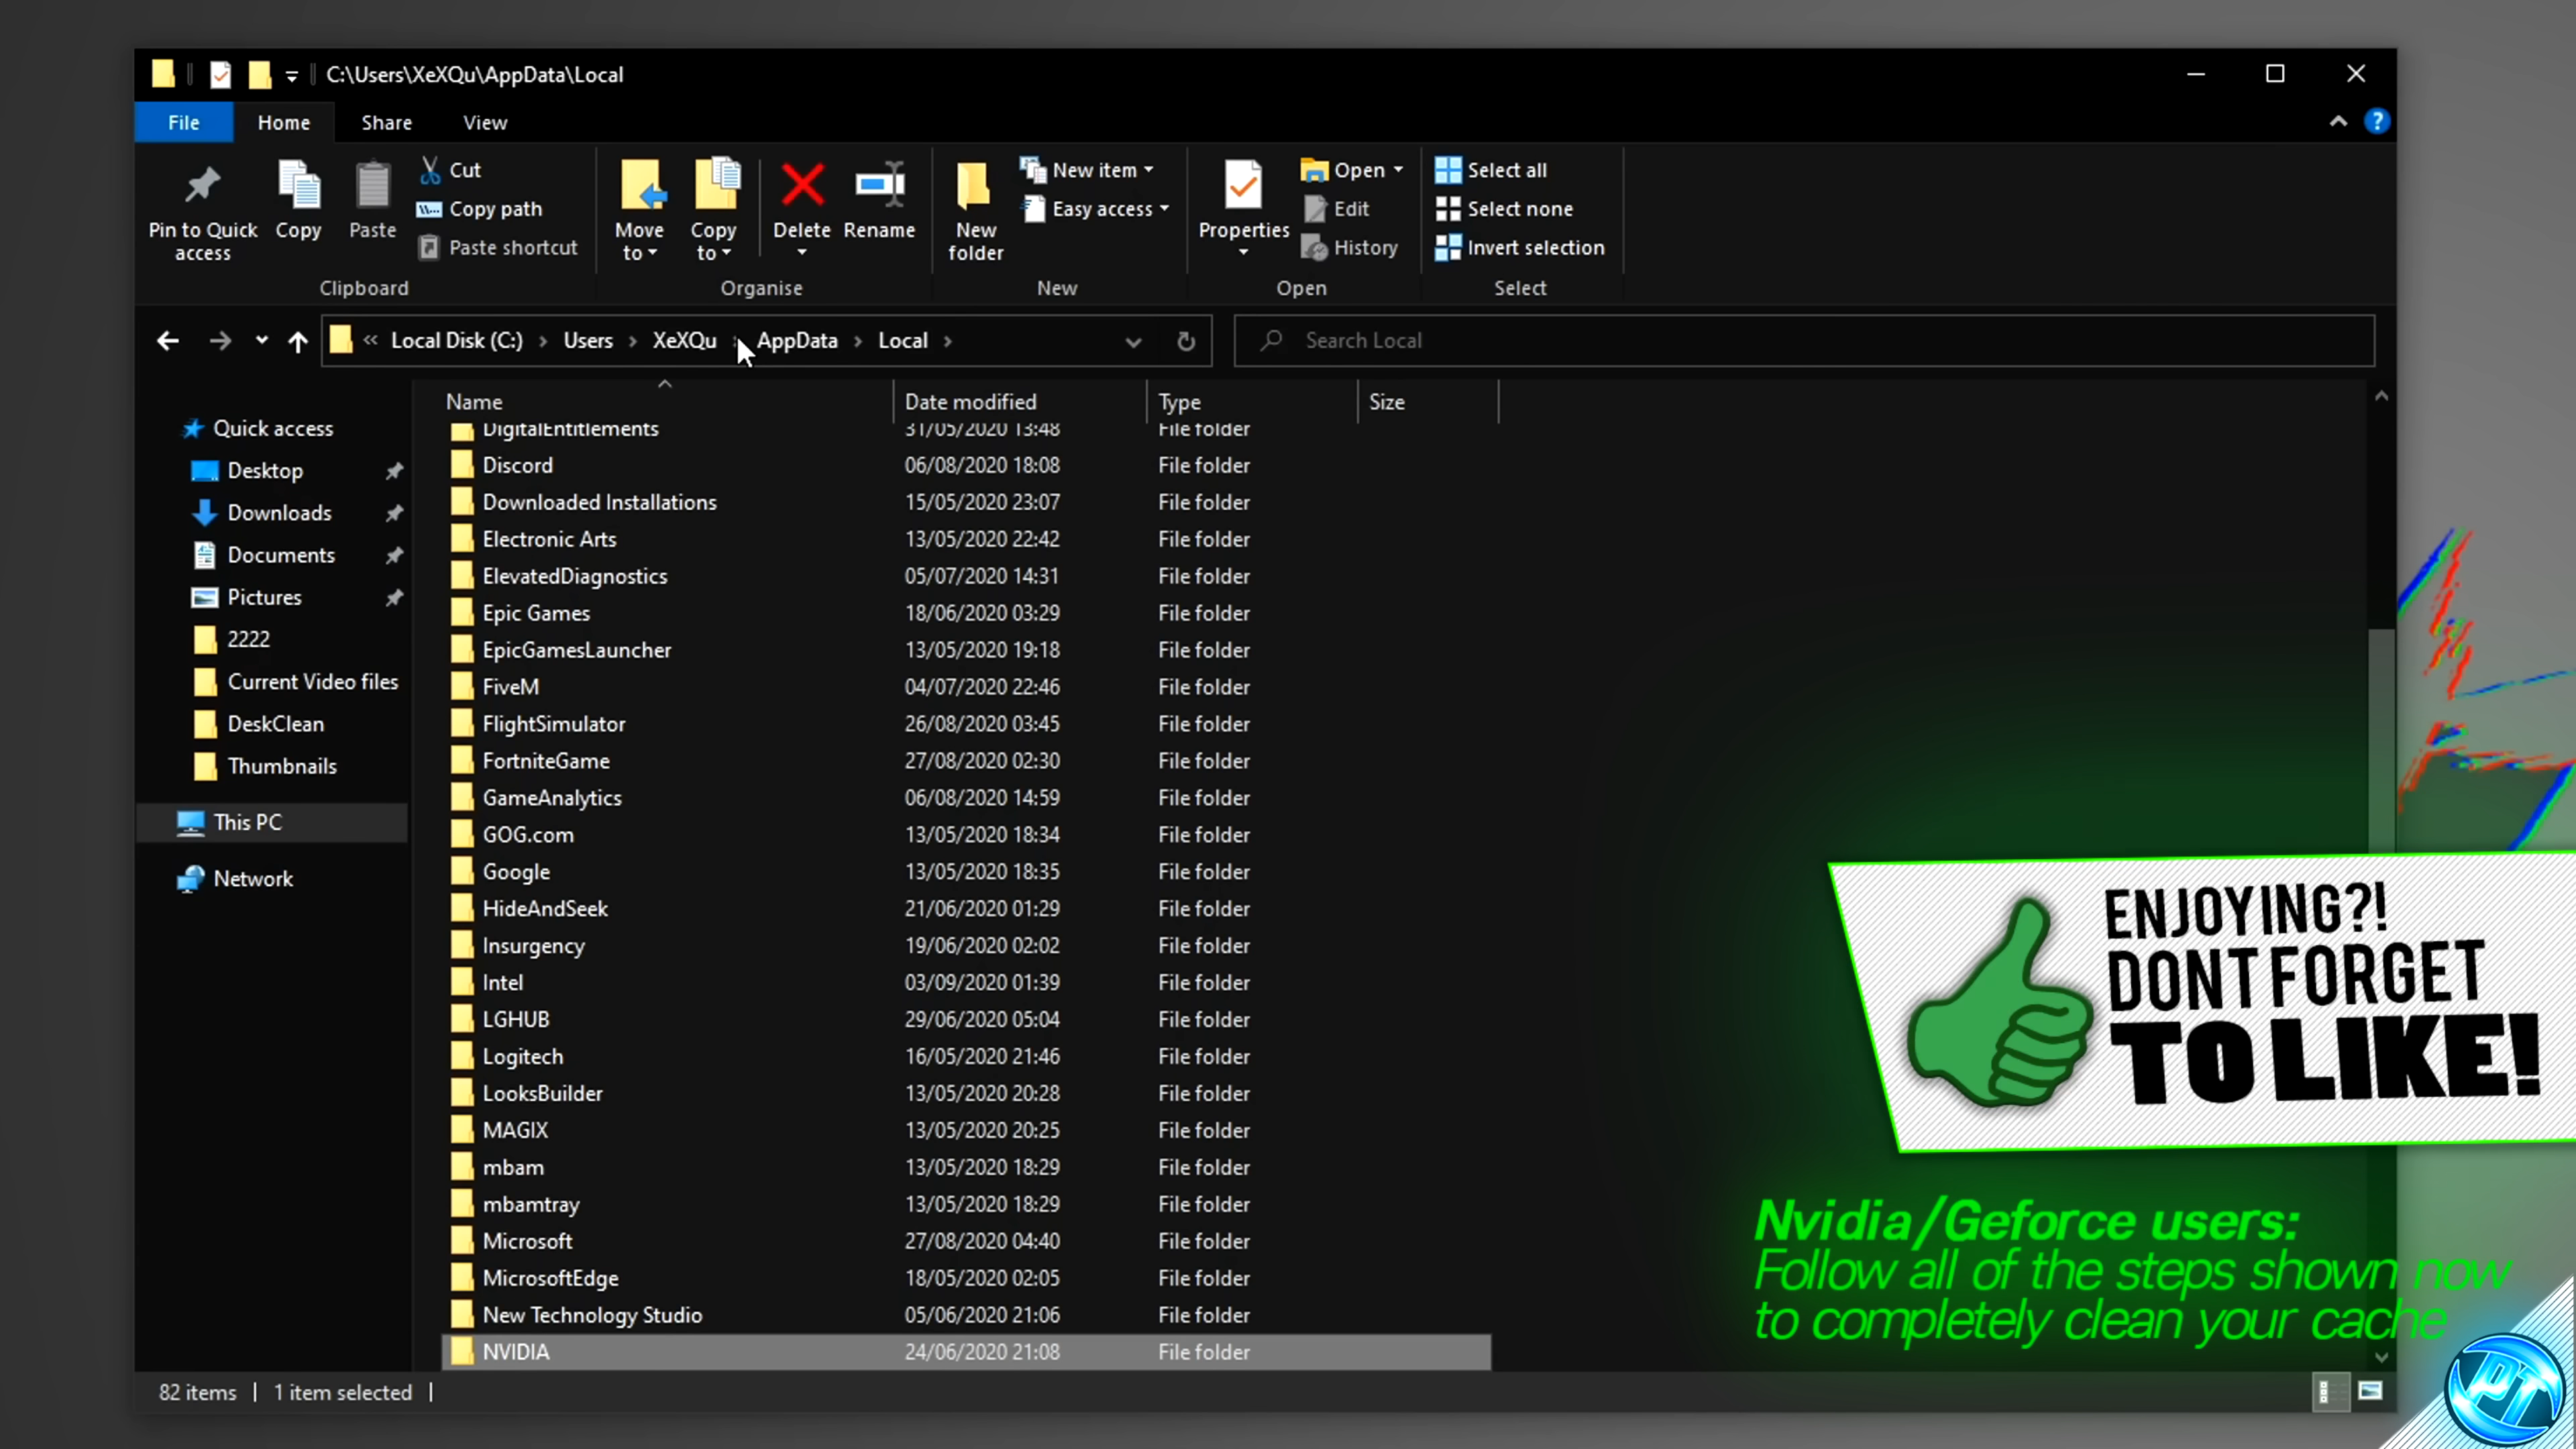 C:\Users\XeXQu\AppData\Local
File Home Share View
Pin to Quick access
Copy
Paste
Cut
Copy path
Paste shortcut
Clipboard
Move to
Copy to
Delete
Rename
Organise
New folder
New item
Easy access
New
Properties
Open
Edit
History
Open
Select all
Select none
Invert selection
Select
« Local Disk (C:) › Users › XeXQu › AppData › Local ›
Search Local
Quick access
Desktop
Downloads
Documents
Pictures
2222
Current Video files
DeskClean
Thumbnails
This PC
Network
Name Date modified Type Size
DigitalEntitlements 31/05/2020 13:48 File folder
Discord 06/08/2020 18:08 File folder
Downloaded Installations 15/05/2020 23:07 File folder
Electronic Arts 13/05/2020 22:42 File folder
ElevatedDiagnostics 05/07/2020 14:31 File folder
Epic Games 18/06/2020 03:29 File folder
EpicGamesLauncher 13/05/2020 19:18 File folder
FiveM 04/07/2020 22:46 File folder
FlightSimulator 26/08/2020 03:45 File folder
FortniteGame 27/08/2020 02:30 File folder
GameAnalytics 06/08/2020 14:59 File folder
GOG.com 13/05/2020 18:34 File folder
Google 13/05/2020 18:35 File folder
HideAndSeek 21/06/2020 01:29 File folder
Insurgency 19/06/2020 02:02 File folder
Intel 03/09/2020 01:39 File folder
LGHUB 29/06/2020 05:04 File folder
Logitech 16/05/2020 21:46 File folder
LooksBuilder 13/05/2020 20:28 File folder
MAGIX 13/05/2020 20:25 File folder
mbam 13/05/2020 18:29 File folder
mbamtray 13/05/2020 18:29 File folder
Microsoft 27/08/2020 04:40 File folder
MicrosoftEdge 18/05/2020 02:05 File folder
New Technology Studio 05/06/2020 21:06 File folder
NVIDIA 24/06/2020 21:08 File folder
82 items 1 item selected
ENJOYING?!
DONT FORGET
TO LIKE!
Nvidia/Geforce users:
Follow all of the steps shown now
to completely clean your cache
PT